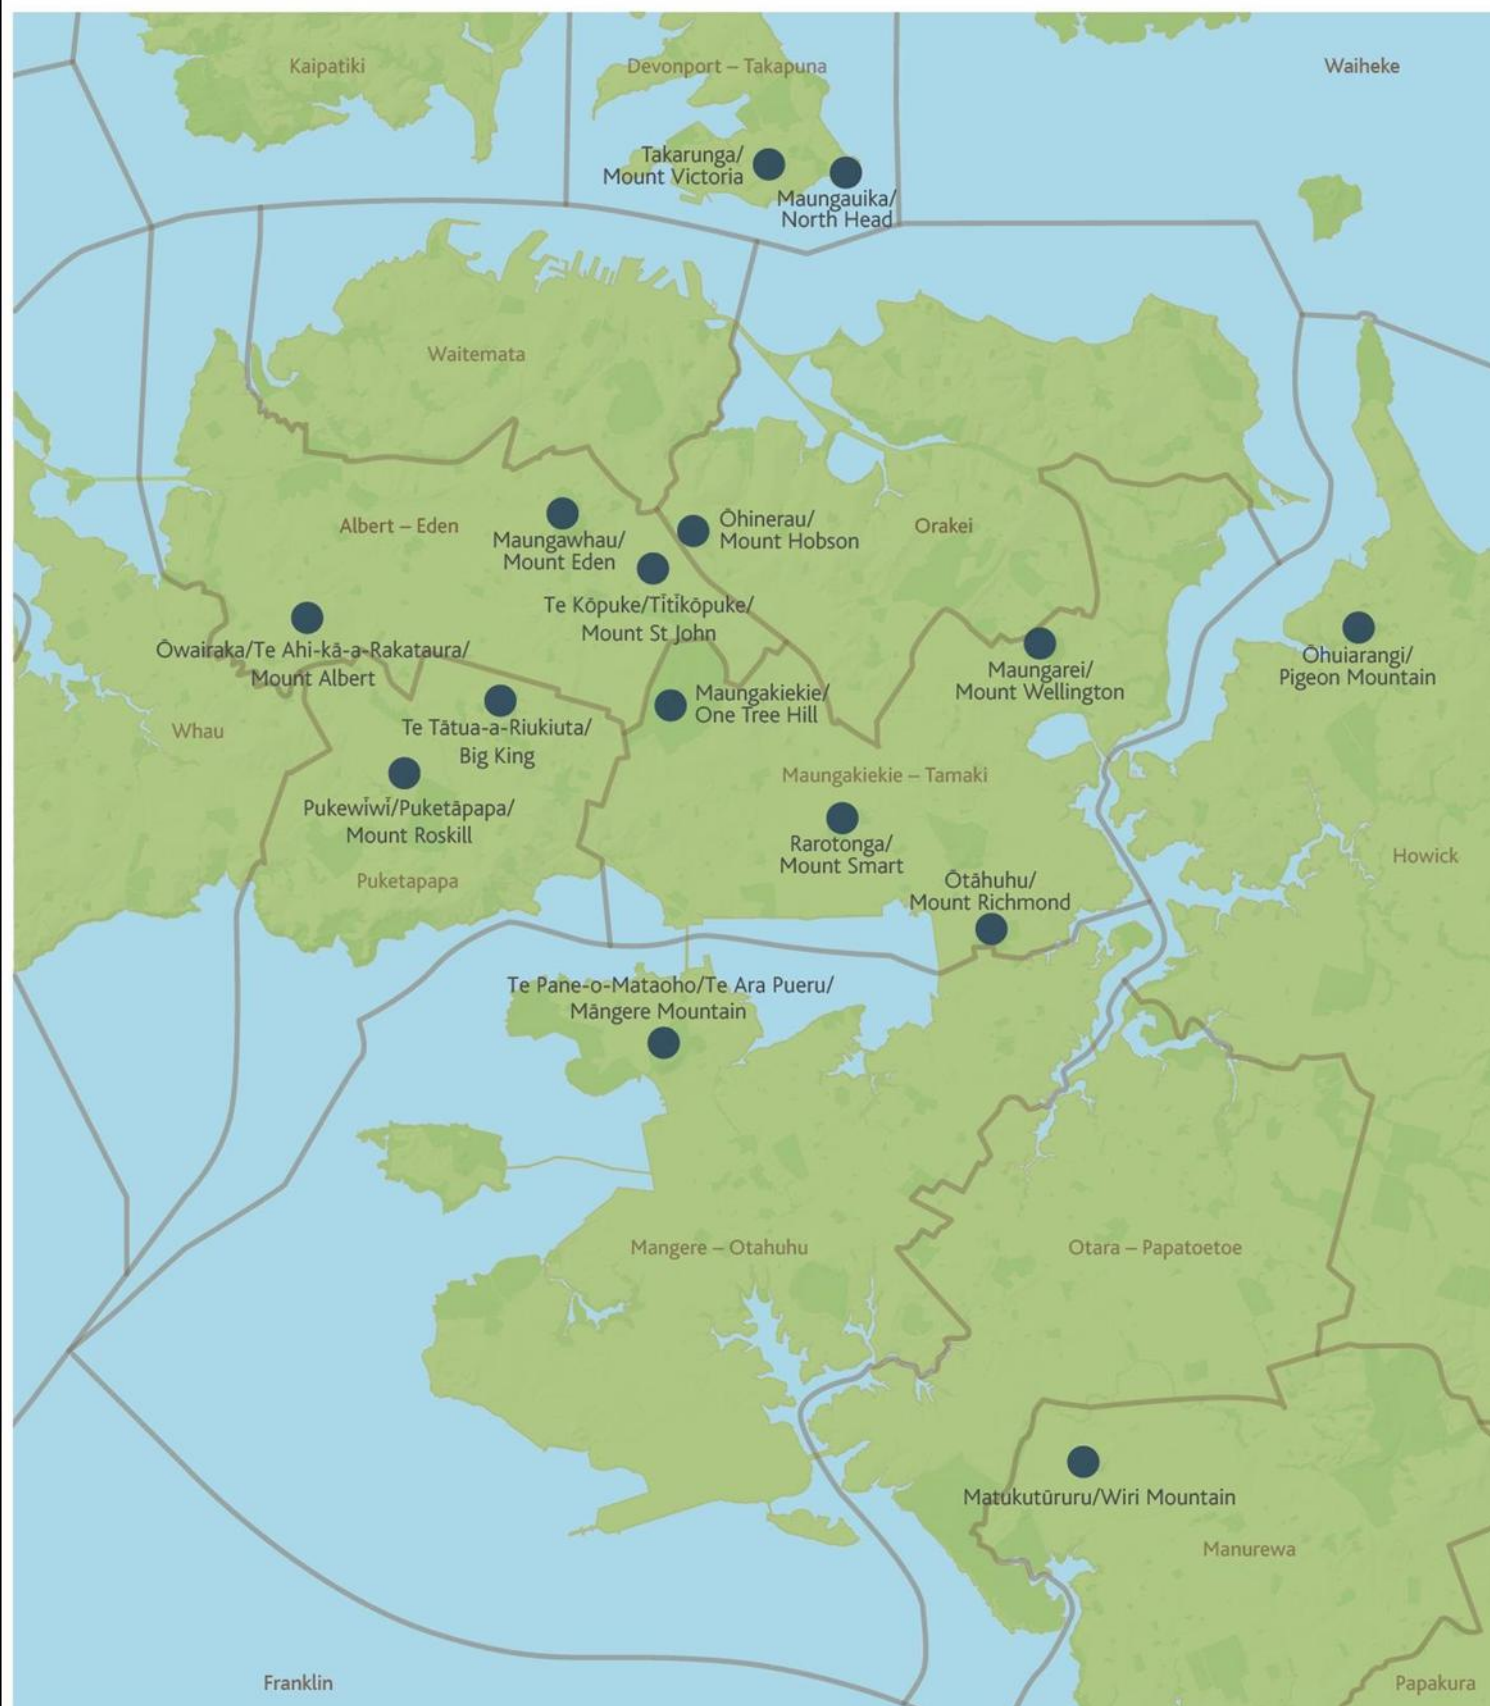 Kaipatiki
Devonport – Takapuna
Waiheke
Takarunga/
Mount Victoria
Maungauika/
North Head
Waitemata
Albert – Eden
Maungawhau/
Mount Eden
Ōhinerau/
Mount Hobson
Orakei
Te Kōpuke/Tītīkōpuke/
Mount St John
Ōwairaka/Te Ahi-kā-a-Rakataura/
Mount Albert
Maungarei/
Mount Wellington
Ōhuiarangi/
Pigeon Mountain
Maungakiekie/
One Tree Hill
Whau
Te Tātua-a-Riukiuta/
Big King
Maungakiekie – Tamaki
Pukewīwī/Puketāpapa/
Mount Roskill
Rarotonga/
Mount Smart
Howick
Puketapapa
Ōtāhuhu/
Mount Richmond
Te Pane-o-Mataoho/Te Ara Pueru/
Māngere Mountain
Mangere – Otahuhu
Otara – Papatoetoe
Matukutūruru/Wiri Mountain
Manurewa
Franklin
Papakura